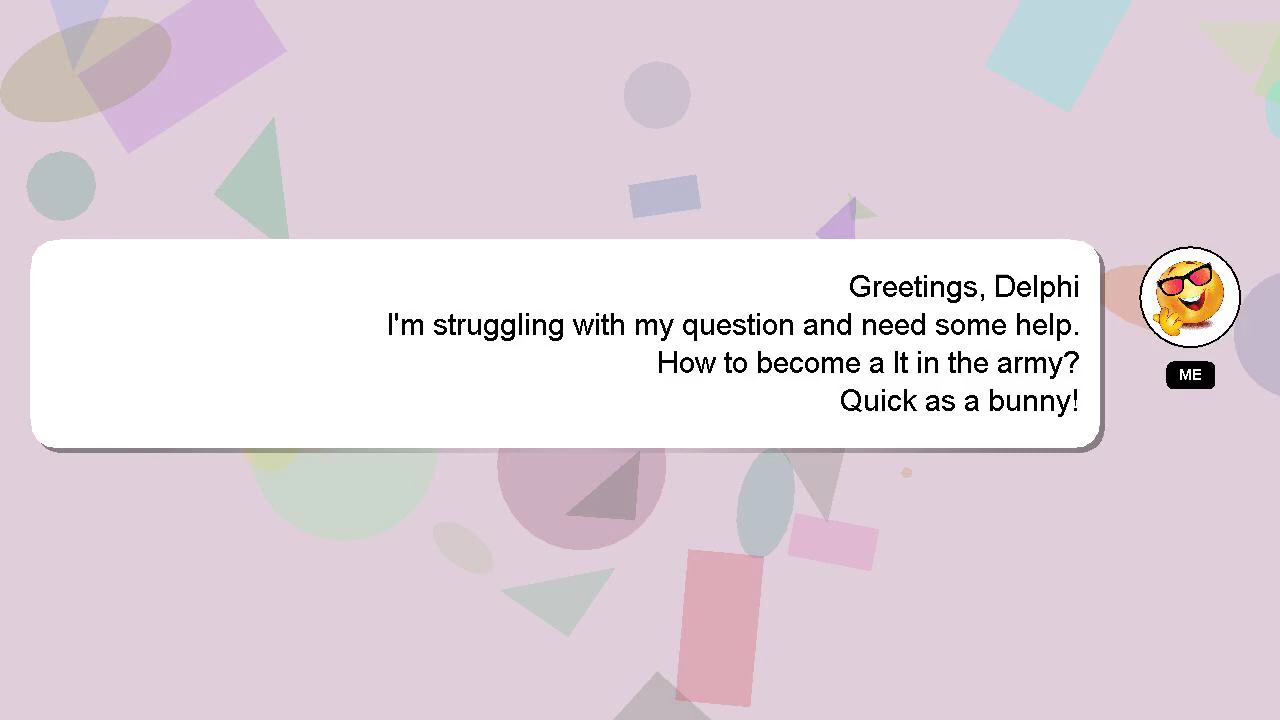 Greetings, Delphi
I'm struggling with my question and need some help.
How to become a lt in the army?
Quick as a bunny!
ME